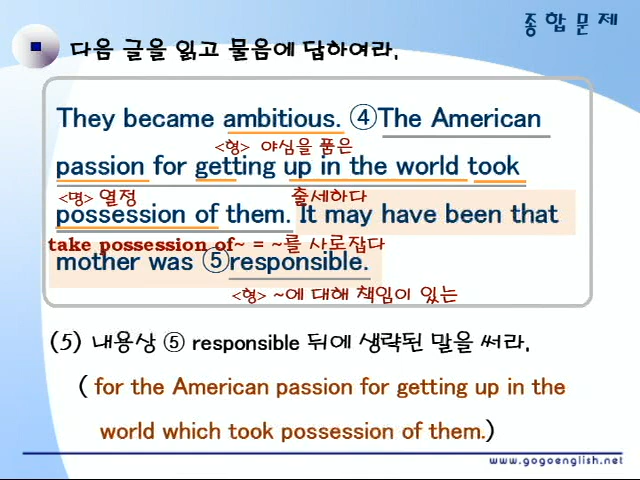 종합문제
다음 글을 읽고 물음에 답하여라.
They became ambitious. ④The American
<형> 야심을 품은
passion for getting up in the world took
<명> 열정 출세하다
possession of them. It may have been that
take possession of~ = ~를 사로잡다
mother was ⑤responsible.
<형> ~에 대해 책임이 있는
(5) 내용상 ⑤ responsible 뒤에 생략된 말을 써라.
( for the American passion for getting up in the
world which took possession of them.)
www.gogoenglish.net